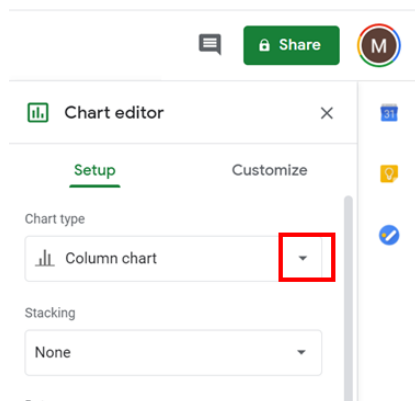 Share
M
Chart editor
31
Setup
Customize
Chart type
Column chart
Stacking
None